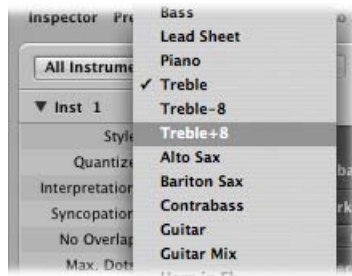 Inspector Pre
Bass
Lead Sheet
Piano
All Instrume
✓ Treble
▼ Inst 1
Treble-8
Style
Treble+8
Quantize
Alto Sax
Interpretation
Bariton Sax
Syncopation
Contrabass
No Overlap
Guitar
Max. Dots
Guitar Mix